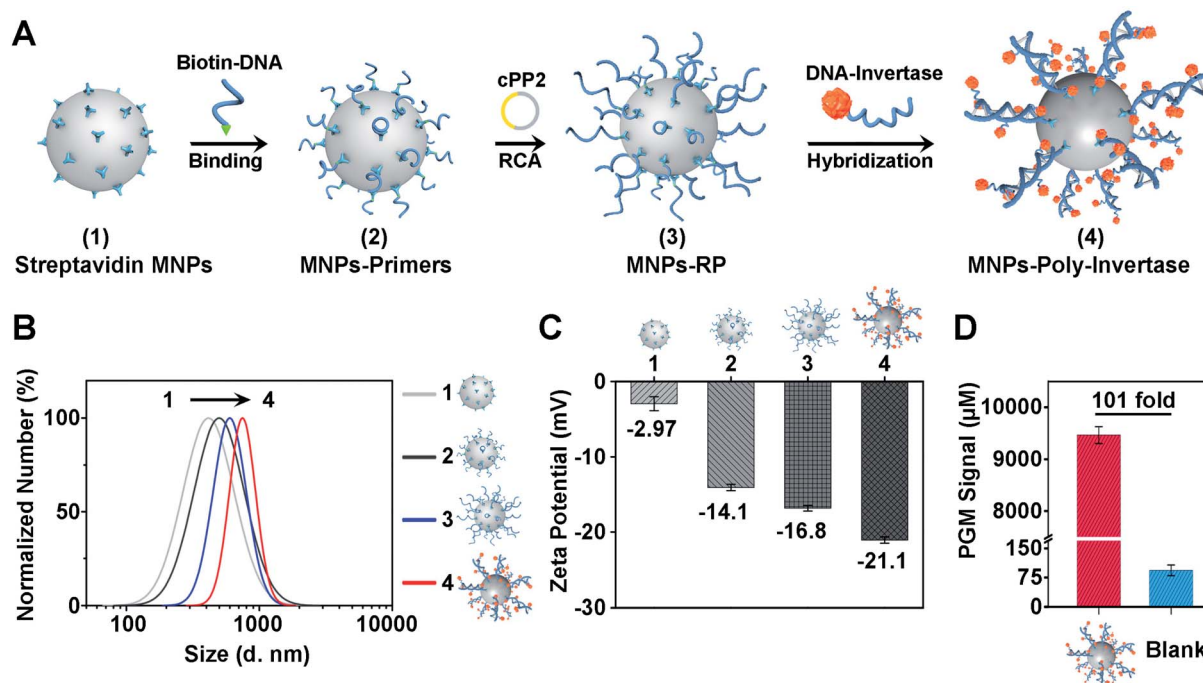 A
Biotin-DNA
Binding
cPP2
RCA
DNA-Invertase
Hybridization
(1)
Streptavidin MNPs
(2)
MNPs-Primers
(3)
MNPs-RP
(4)
MNPs-Poly-Invertase
B
Normalized Number (%)
100
50
0
1
4
100
1000
10000
Size (d. nm)
1
2
3
4
C
1
2
3
4
Zeta Potential (mV)
0
-10
-20
-30
-2.97
-14.1
-16.8
-21.1
D
PGM Signal (µM)
10000
9000
8000
150
75
0
101 fold
Blank